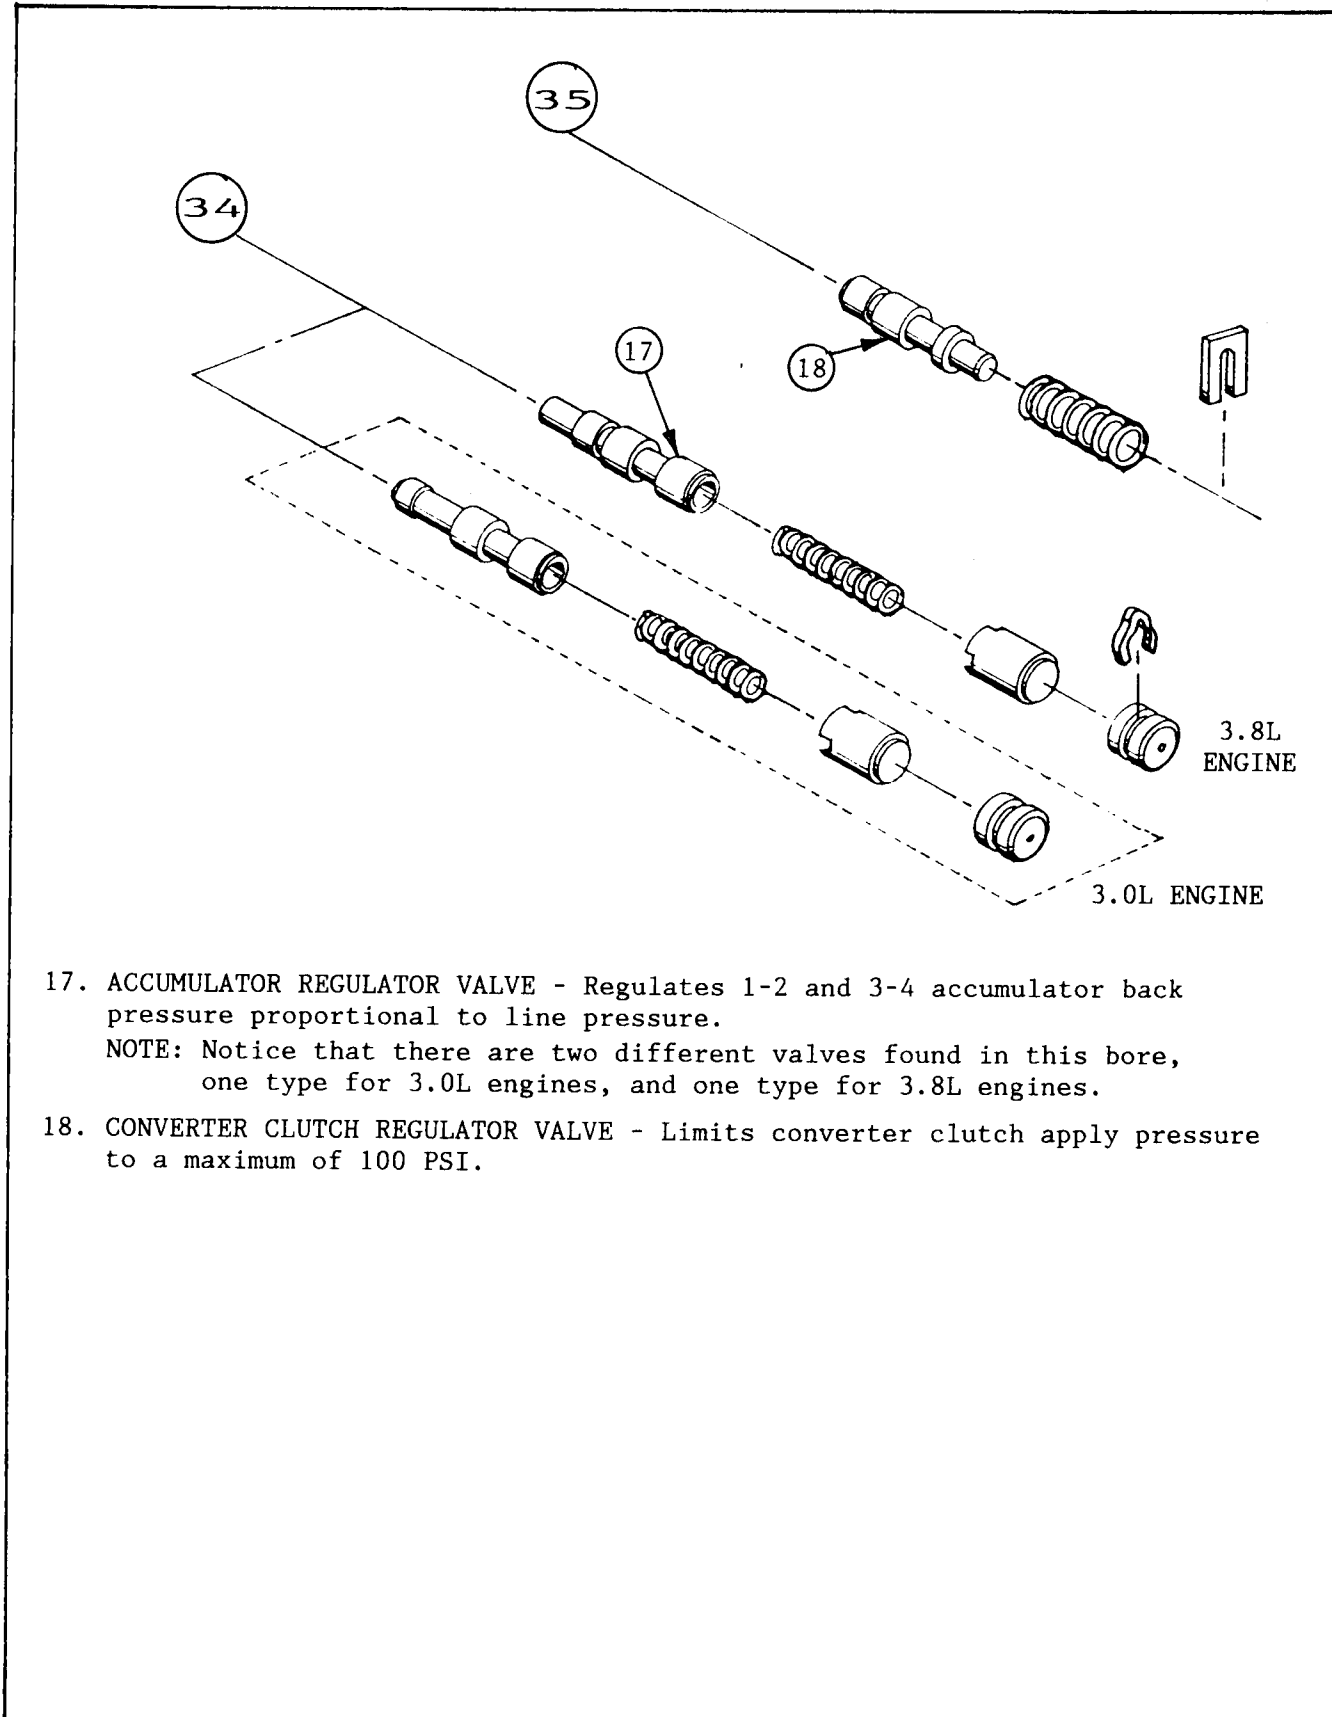 35
34
17
18
3.8L
ENGINE
3.0L ENGINE
17. ACCUMULATOR REGULATOR VALVE - Regulates 1-2 and 3-4 accumulator back
pressure proportional to line pressure.
NOTE: Notice that there are two different valves found in this bore,
one type for 3.0L engines, and one type for 3.8L engines.
18. CONVERTER CLUTCH REGULATOR VALVE - Limits converter clutch apply pressure
to a maximum of 100 PSI.